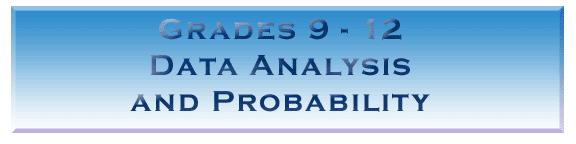 Grades 9 - 12
Data Analysis
and Probability